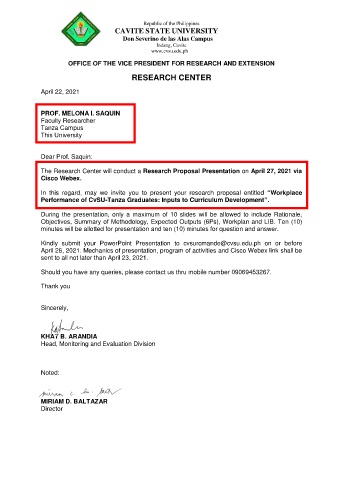 Republic of the Philippines
CAVITE STATE UNIVERSITY
Don Severino de las Alas Campus
Indang, Cavite
www.cvsu.edu.ph
OFFICE OF THE VICE PRESIDENT FOR RESEARCH AND EXTENSION
RESEARCH CENTER
April 22, 2021
PROF. MELONA I. SAQUIN
Faculty Researcher
Tanza Campus
This University
Dear Prof. Saquin:
The Research Center will conduct a Research Proposal Presentation on April 27, 2021 via
Cisco Webex.
In this regard, may we invite you to present your research proposal entitled “Workplace
Performance of CvSU-Tanza Graduates: Inputs to Curriculum Development”.
During the presentation, only a maximum of 10 slides will be allowed to include Rationale,
Objectives, Summary of Methodology, Expected Outputs (6Ps), Workplan and LIB. Ten (10)
minutes will be allotted for presentation and ten (10) minutes for question and answer.
Kindly submit your PowerPoint Presentation to cvsuromande@cvsu.edu.ph on or before
April 26, 2021. Mechanics of presentation, program of activities and Cisco Webex link shall be
sent to all not later than April 23, 2021.
Should you have any queries, please contact us thru mobile number 09069453267.
Thank you
Sincerely,
KHAY B. ARANDIA
Head, Monitoring and Evaluation Division
Noted:
MIRIAM D. BALTAZAR
Director